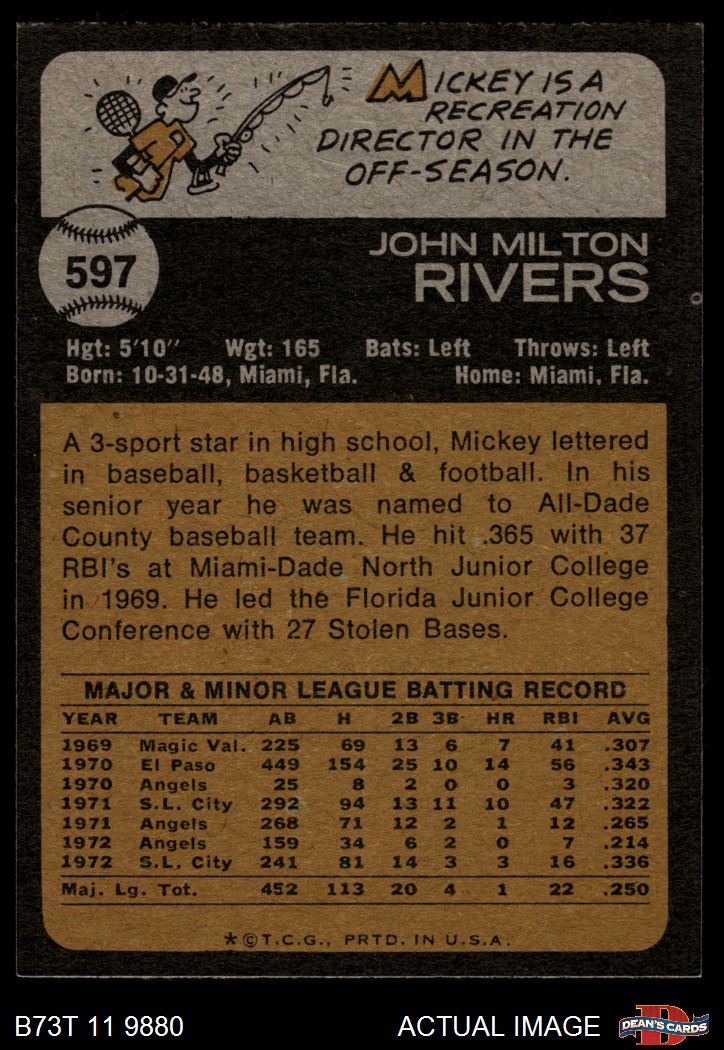 MICKEY IS A
RECREATION
DIRECTOR IN THE
OFF-SEASON.
597
JOHN MILTON
RIVERS
Hgt: 5'10" Wgt: 165 Bats: Left Throws: Left
Born: 10-31-48, Miami, Fla. Home: Miami, Fla.
A 3-sport star in high school, Mickey lettered
in baseball, basketball & football. In his
senior year he was named to All-Dade
County baseball team. He hit .365 with 37
RBI's at Miami-Dade North Junior College
in 1969. He led the Florida Junior College
Conference with 27 Stolen Bases.
MAJOR & MINOR LEAGUE BATTING RECORD
YEAR TEAM AB H 2B 3B HR RBI AVG
1969 Magic Val. 225 69 13 6 7 41 .307
1970 El Paso 449 154 25 10 14 56 .343
1970 Angels 25 8 2 0 0 3 .320
1971 S.L. City 292 94 13 11 10 47 .322
1971 Angels 268 71 12 2 1 12 .265
1972 Angels 159 34 6 2 0 7 .214
1972 S.L. City 241 81 14 3 3 16 .336
Maj. Lg. Tot. 452 113 20 4 1 22 .250
*©T.C.G., PRTD. IN U.S.A.
B73T 11 9880 ACTUAL IMAGE DEAN'S CARDS